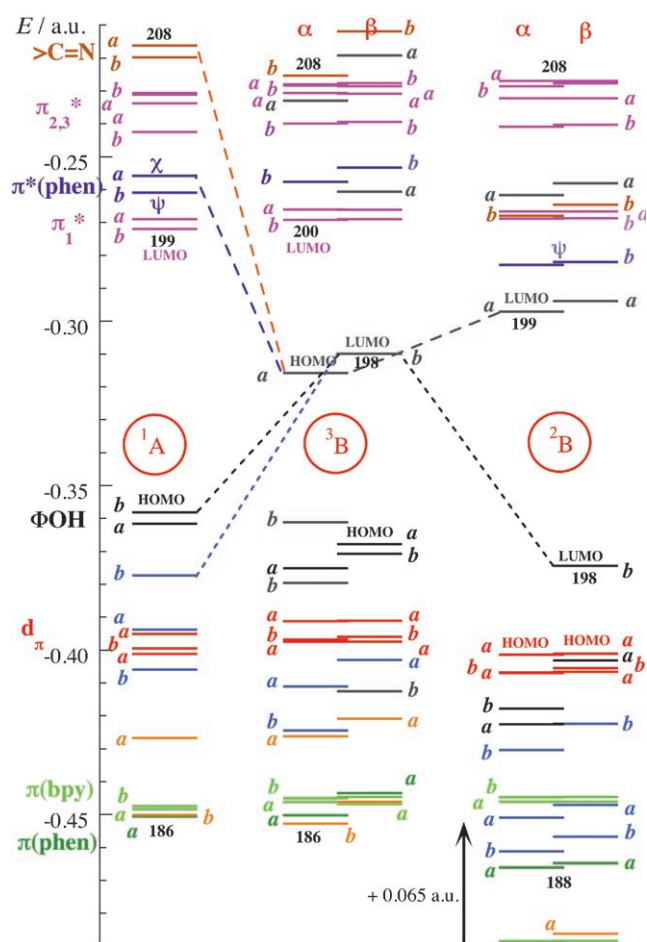 E / a.u.
α β
α β
a 208 b
>C=N b a
208 208
b b a
π2,3* b b b
a a a a b a
a
b b b b
-0.25
a χ b b a
π*(phen) b a b
ψ
π1* a a b a
b b b b
199 200
LUMO LUMO
ψ b
-0.30
a LUMO a
199
LUMO
HOMO 198 b
a
¹A ³B ²B
-0.35
b HOMO
ΦOH a b HOMO a
a b
b b LUMO b
198
dπ a a a
a b b a HOMO HOMO a
-0.40
b a a a b a b
a a
b a b b
a b a a a b
a b
π(bpy) b b a b
a a a a a
-0.45
a 186 b a 186 b a
π(phen) b b
a a
188
+ 0.065 a.u.
a